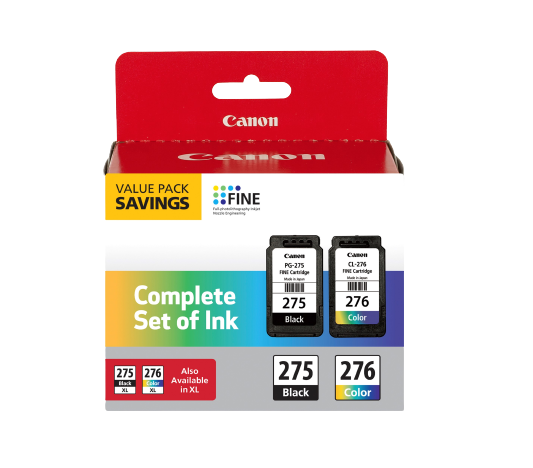 Canon
Canon
VALUE PACK
SAVINGS
FINE
Full-photolithography Inkjet
Nozzle Engineering
Canon
PG-275
FINE Cartridge
Made in Japan
275
Black
Canon
CL-276
FINE Cartridge
Made in Japan
276
Color
Complete
Set of Ink
275
Black
XL
276
Color
XL
Also
Available
in XL
275
Black
276
Color